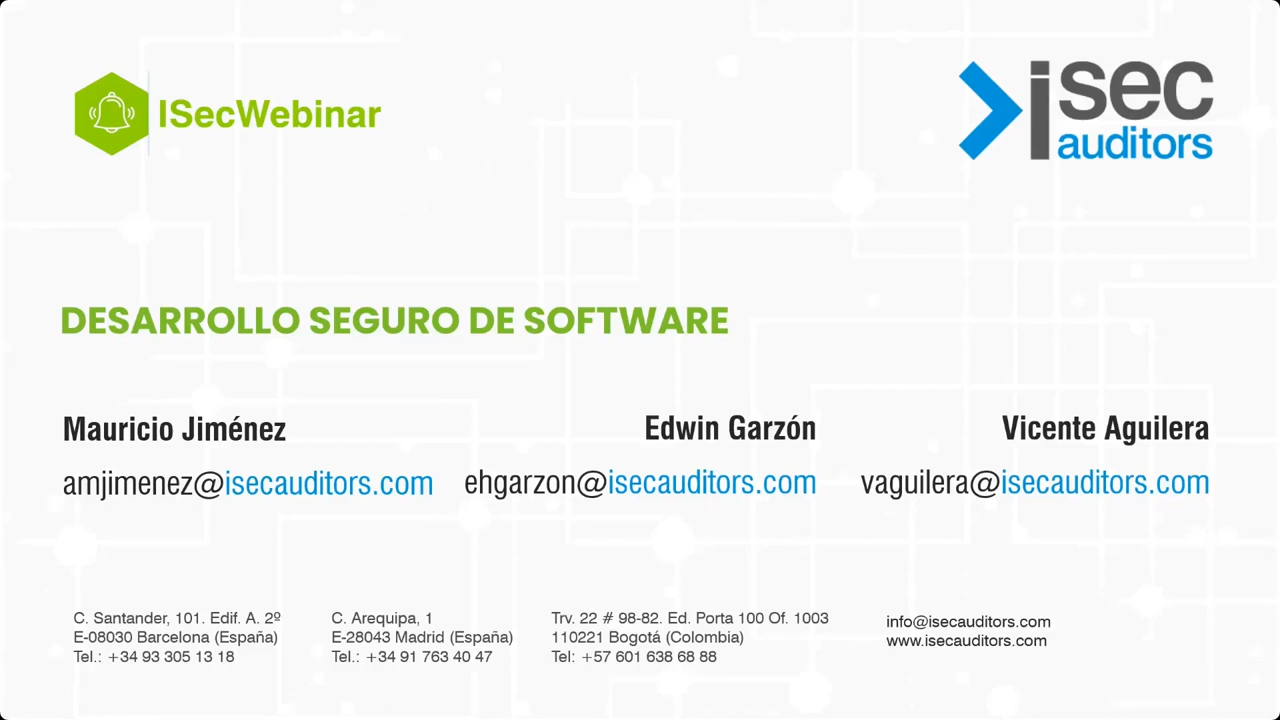 ISecWebinar
isec
auditors
DESARROLLO SEGURO DE SOFTWARE
Mauricio Jiménez
amjimenez@isecauditors.com
Edwin Garzón
ehgarzon@isecauditors.com
Vicente Aguilera
vaguilera@isecauditors.com
C. Santander, 101. Edif. A. 2º
E-08030 Barcelona (España)
Tel.: +34 93 305 13 18
C. Arequipa, 1
E-28043 Madrid (España)
Tel.: +34 91 763 40 47
Trv. 22 # 98-82. Ed. Porta 100 Of. 1003
110221 Bogotá (Colombia)
Tel: +57 601 638 68 88
info@isecauditors.com
www.isecauditors.com